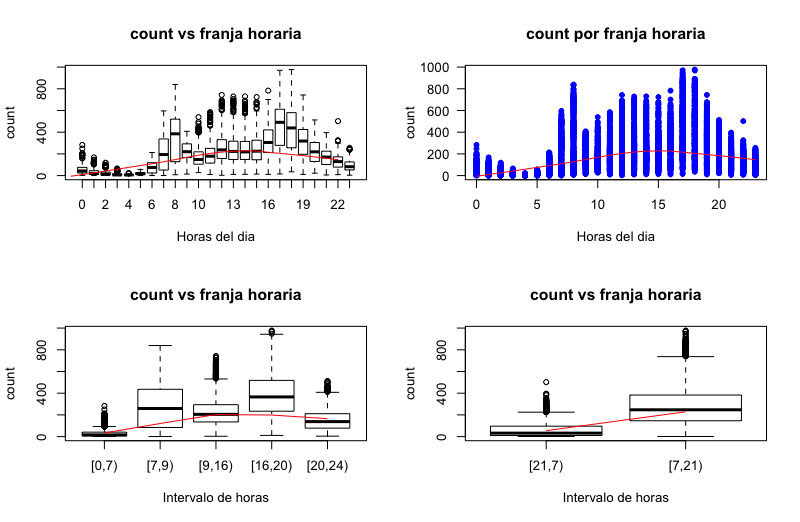 count vs franja horaria
count
0
400
800
0 2 4 6 8 10 13 16 19 22
Horas del dia
count por franja horaria
count
0
200
400
600
800
1000
0 5 10 15 20
Horas del dia
count vs franja horaria
count
0
400
800
[0,7) [7,9) [9,16) [16,20) [20,24)
Intervalo de horas
count vs franja horaria
count
0
400
800
[21,7) [7,21)
Intervalo de horas